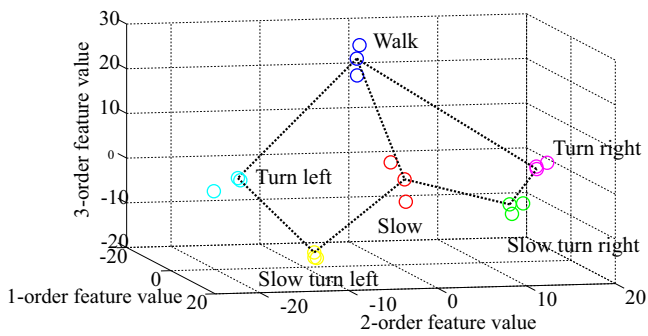 30
20
10
0
-10
-20
3-order feature value
Walk
Turn left
Turn right
Slow
Slow turn left
Slow turn right
-20
0
20
1-order feature value
-20
-10
0
10
20
2-order feature value